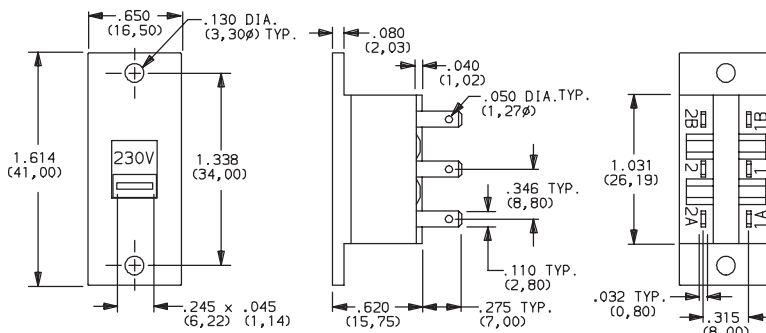 .650
(16,50)
.130 DIA.
(3,30ø) TYP.
1.614
(41,00)
230V
1.338
(34,00)
.245 x .045
(6,22) (1,14)
.080
(2,03)
.040
(1,02)
.050 DIA.TYP.
(1,27ø)
.346 TYP.
(8,80)
.110 TYP.
(2,80)
.620
(15,75)
.275 TYP.
(7,00)
1.031
(26,19)
2B
1B
2
1
2A
1A
.032 TYP.
(0,80)
.315
(8,00)